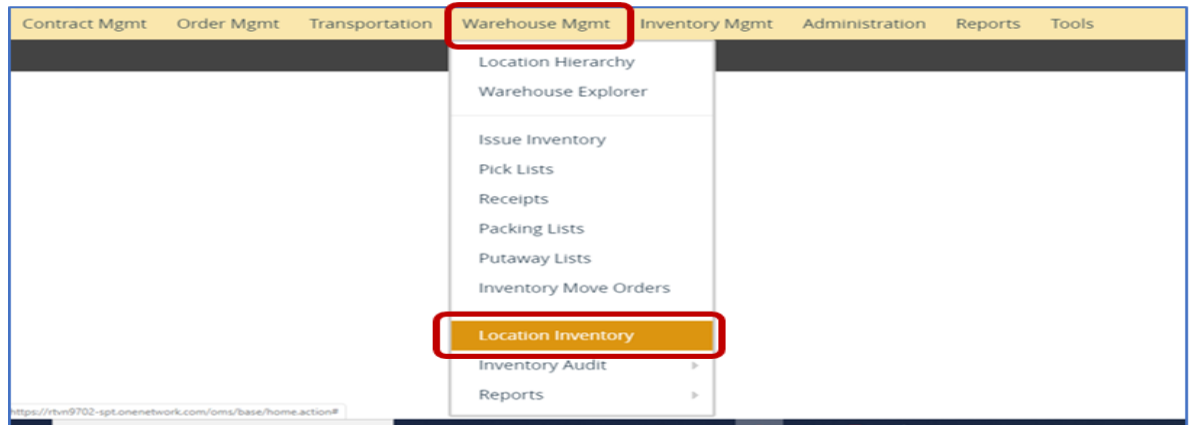 Contract Mgmt Order Mgmt Transportation Warehouse Mgmt Inventory Mgmt Administration Reports Tools
Location Hierarchy
Warehouse Explorer
Issue Inventory
Pick Lists
Receipts
Packing Lists
Putaway Lists
Inventory Move Orders
Location Inventory
Inventory Audit
Reports
https://rtvn9702-spt.onenetwork.com/oms/base/home.action#